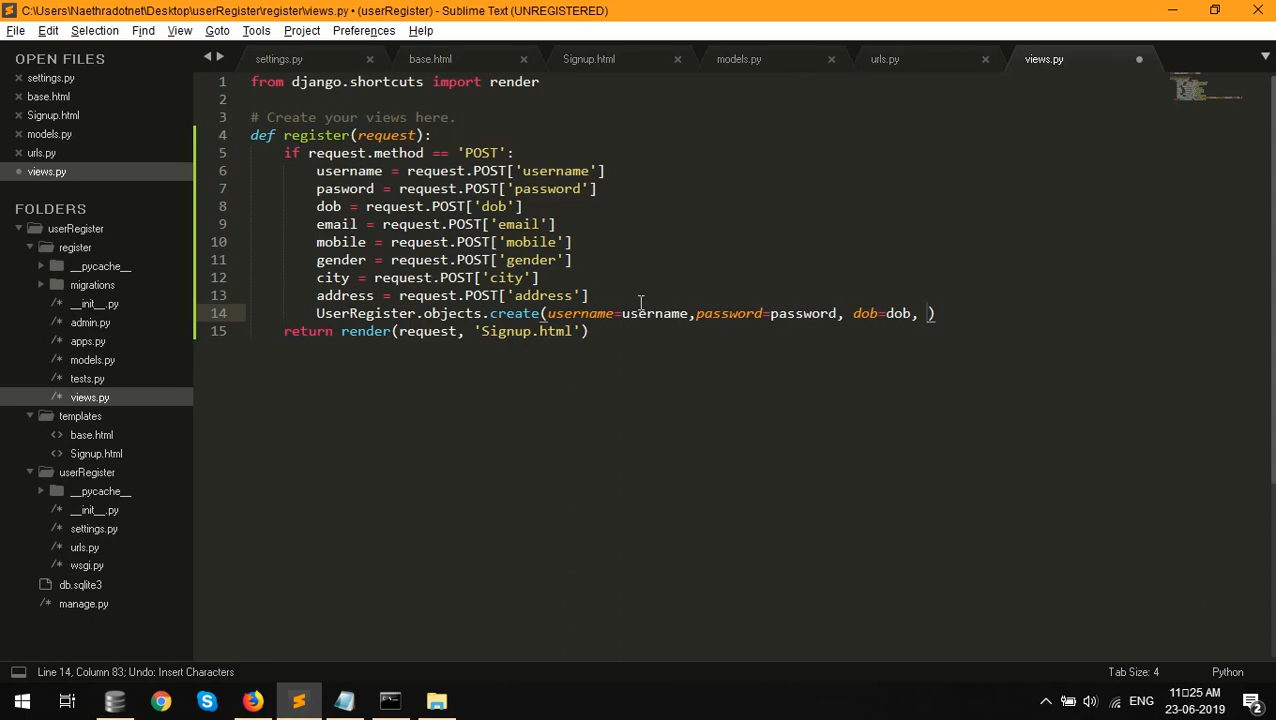 C:\Users\Naethradotnet\Desktop\userRegister\register\views.py • (userRegister) - Sublime Text (UNREGISTERED)
File Edit Selection Find View Goto Tools Project Preferences Help
OPEN FILES
settings.py
base.html
Signup.html
models.py
urls.py
views.py
FOLDERS
userRegister
register
__pycache__
migrations
__init__.py
admin.py
apps.py
models.py
tests.py
views.py
templates
base.html
Signup.html
userRegister
__pycache__
__init__.py
settings.py
urls.py
wsgi.py
db.sqlite3
manage.py
settings.py base.html Signup.html models.py urls.py views.py
1 from django.shortcuts import render
2
3 # Create your views here.
4 def register(request):
5 if request.method == 'POST':
6 username = request.POST['username']
7 pasword = request.POST['password']
8 dob = request.POST['dob']
9 email = request.POST['email']
10 mobile = request.POST['mobile']
11 gender = request.POST['gender']
12 city = request.POST['city']
13 address = request.POST['address']
14 UserRegister.objects.create(username=username,password=password, dob=dob, )
15 return render(request, 'Signup.html')
Line 14, Column 83; Undo: Insert Characters
Tab Size: 4 Python
ENG
11:25 AM
23-06-2019
2